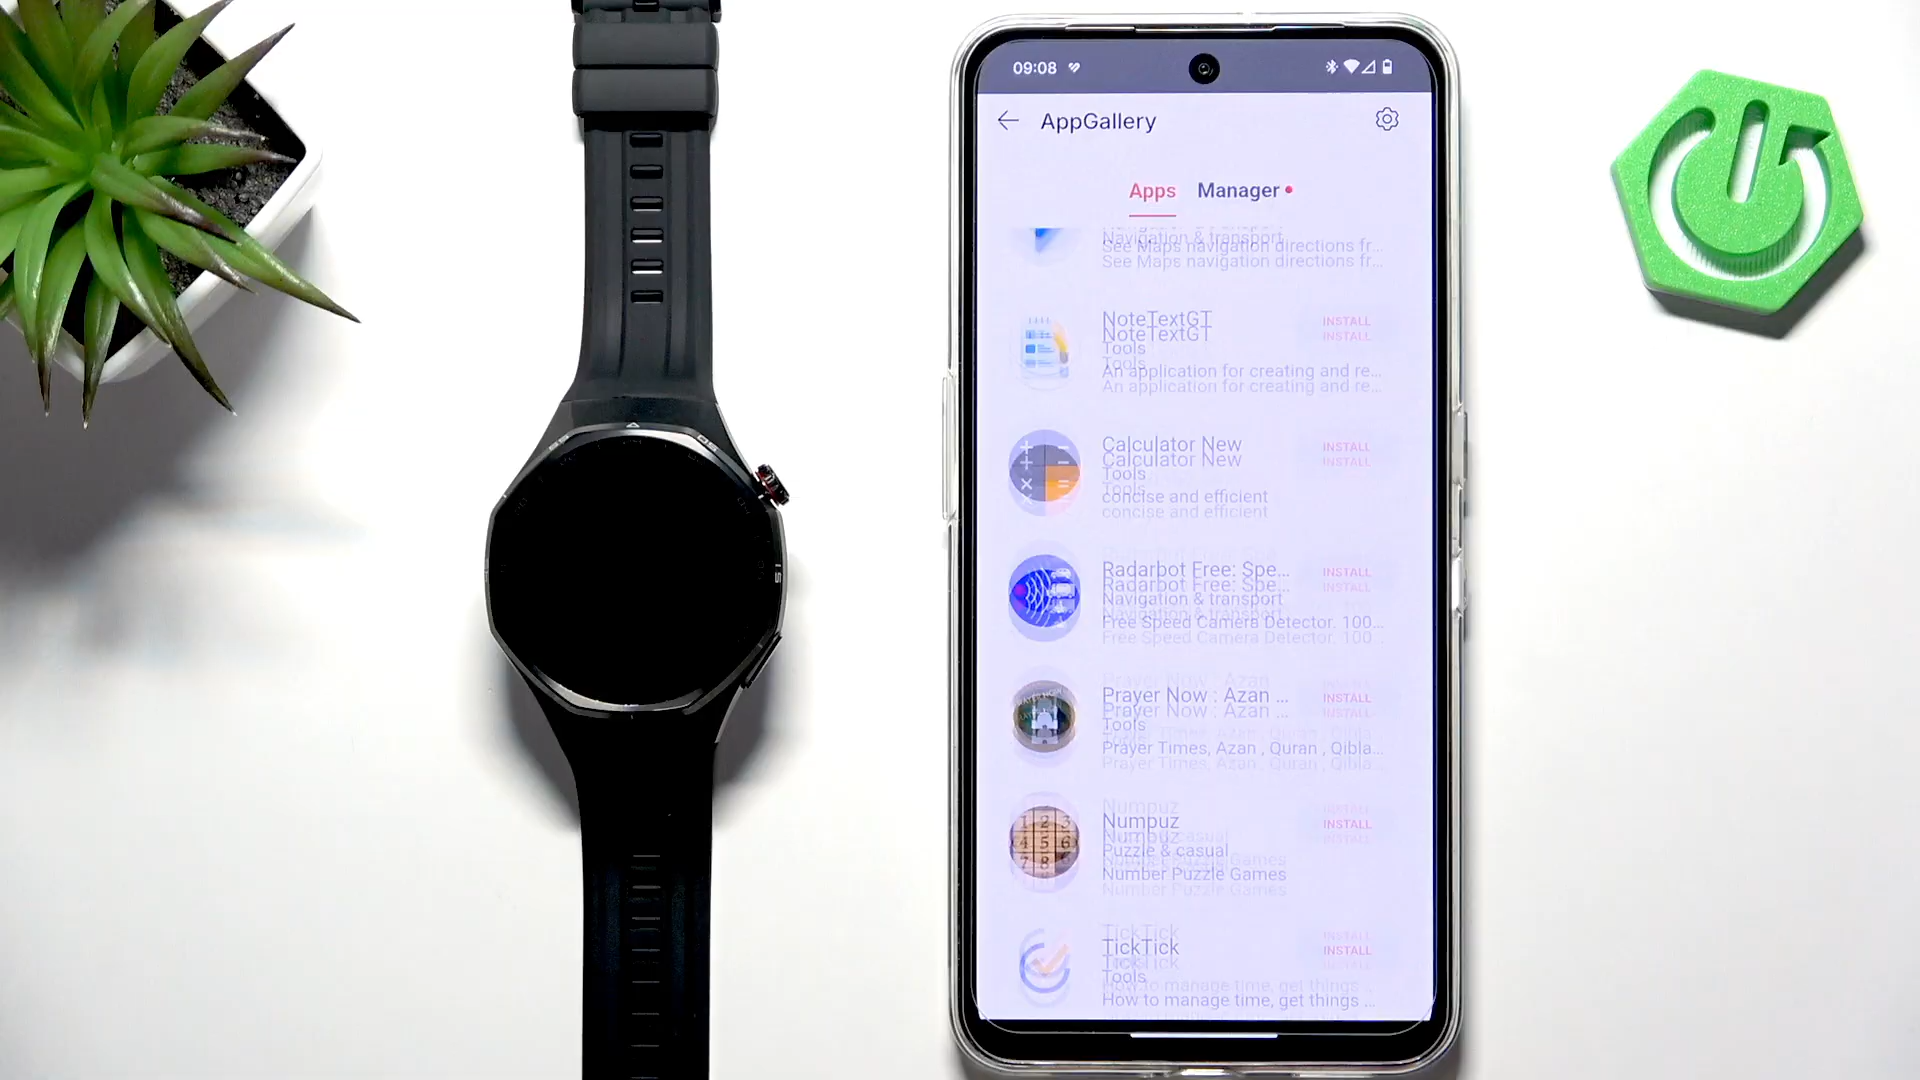 09:08
AppGallery
Apps Manager
Navigation & transport
See Maps navigation directions fr...
NoteTextGT
INSTALL
Tools
An application for creating and re...
Calculator New
INSTALL
Tools
concise and efficient
Radarbot Free: Spe...
INSTALL
Navigation & transport
Free Speed Camera Detector. 100...
Prayer Now : Azan ...
INSTALL
Tools
Prayer Times, Azan , Quran , Qibla...
Numpuz
INSTALL
Puzzle & casual
Number Puzzle Games
TickTick
INSTALL
Tools
How to manage time, get things ...